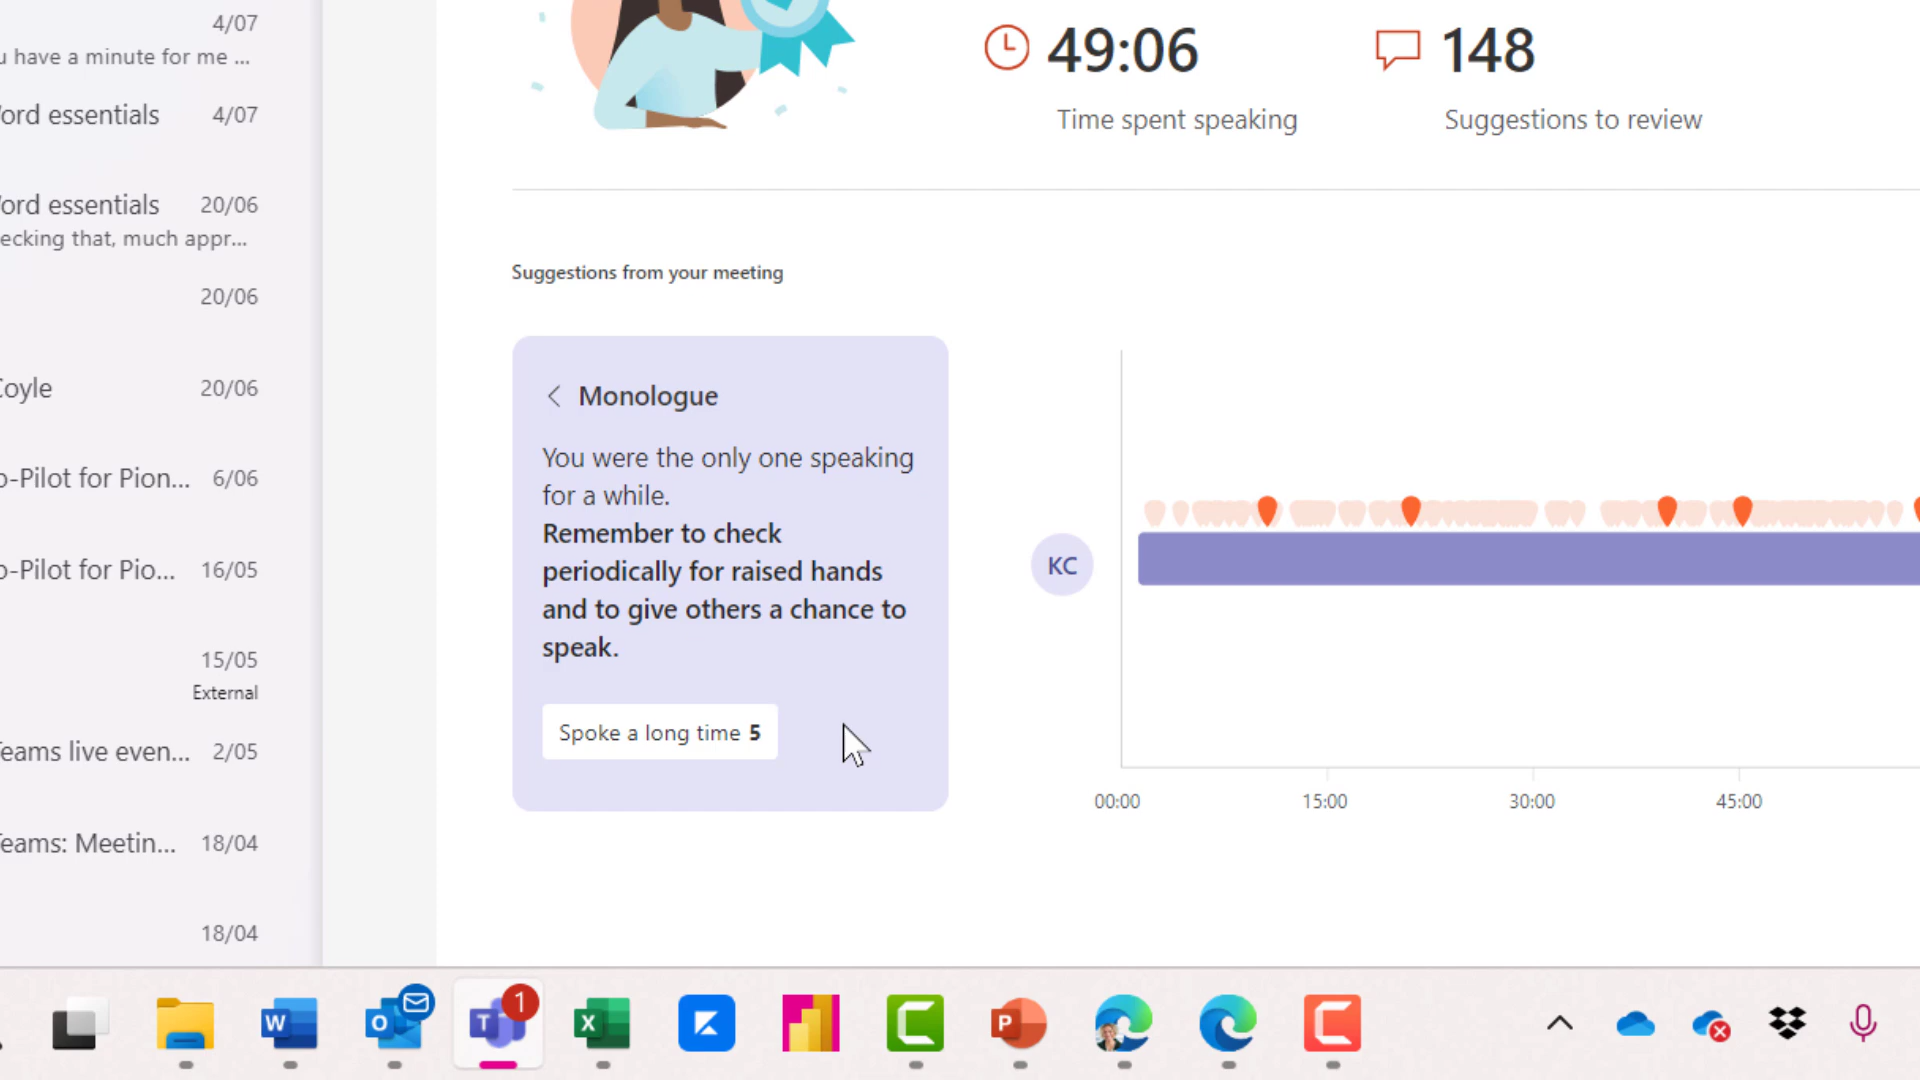 4/07
u have a minute for me ...
ord essentials 4/07
ord essentials 20/06
ecking that, much appr...
20/06
Coyle 20/06
o-Pilot for Pion... 6/06
o-Pilot for Pio... 16/05
15/05
External
Teams live even... 2/05
Teams: Meetin... 18/04
18/04
49:06
Time spent speaking
148
Suggestions to review
Suggestions from your meeting
Monologue
You were the only one speaking
for a while.
Remember to check
periodically for raised hands
and to give others a chance to
speak.
Spoke a long time 5
KC
00:00 15:00 30:00 45:00
W
O
T
1
X
P